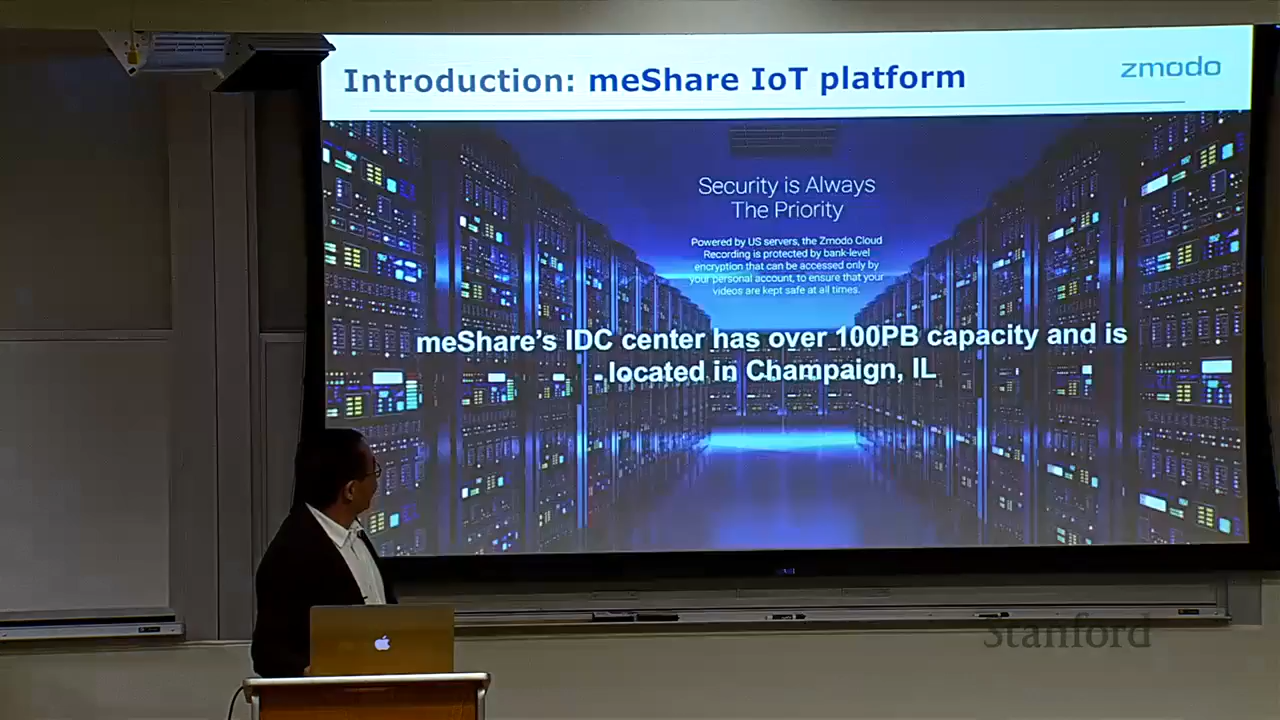 Introduction: meShare IoT platform
zmodo
Security is Always
The Priority
Powered by US servers, the Zmodo Cloud
Recording is protected by bank-level
encryption that can be accessed only by
your personal account, to ensure that your
videos are kept safe at all times.
meShare's IDC center has over 100PB capacity and is
located in Champaign, IL
Stanford